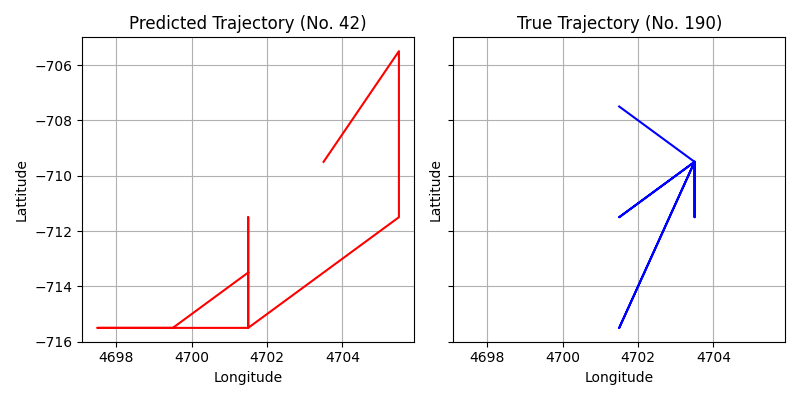 Predicted Trajectory (No. 42)
True Trajectory (No. 190)
Lattitude
−706
−708
−710
−712
−714
−716
4698
4700
4702
4704
Longitude
Lattitude
4698
4700
4702
4704
Longitude